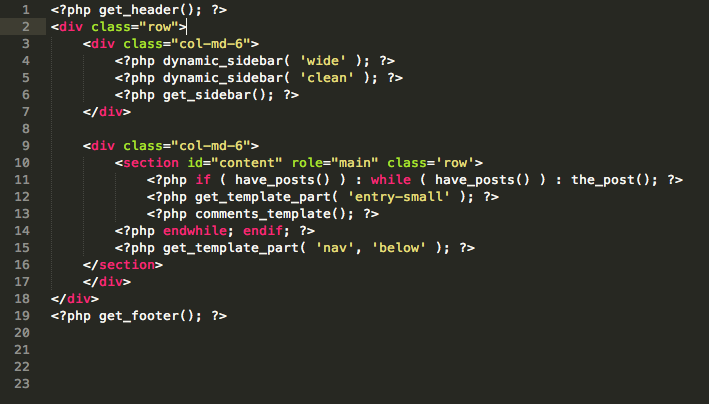 1 <?php get_header(); ?>
2 <div class="row">
3 <div class="col-md-6">
4 <?php dynamic_sidebar( 'wide' ); ?>
5 <?php dynamic_sidebar( 'clean' ); ?>
6 <?php get_sidebar(); ?>
7 </div>
8
9 <div class="col-md-6">
10 <section id="content" role="main" class='row'>
11 <?php if ( have_posts() ) : while ( have_posts() ) : the_post(); ?>
12 <?php get_template_part( 'entry-small' ); ?>
13 <?php comments_template(); ?>
14 <?php endwhile; endif; ?>
15 <?php get_template_part( 'nav', 'below' ); ?>
16 </section>
17 </div>
18 </div>
19 <?php get_footer(); ?>
20
21
22
23